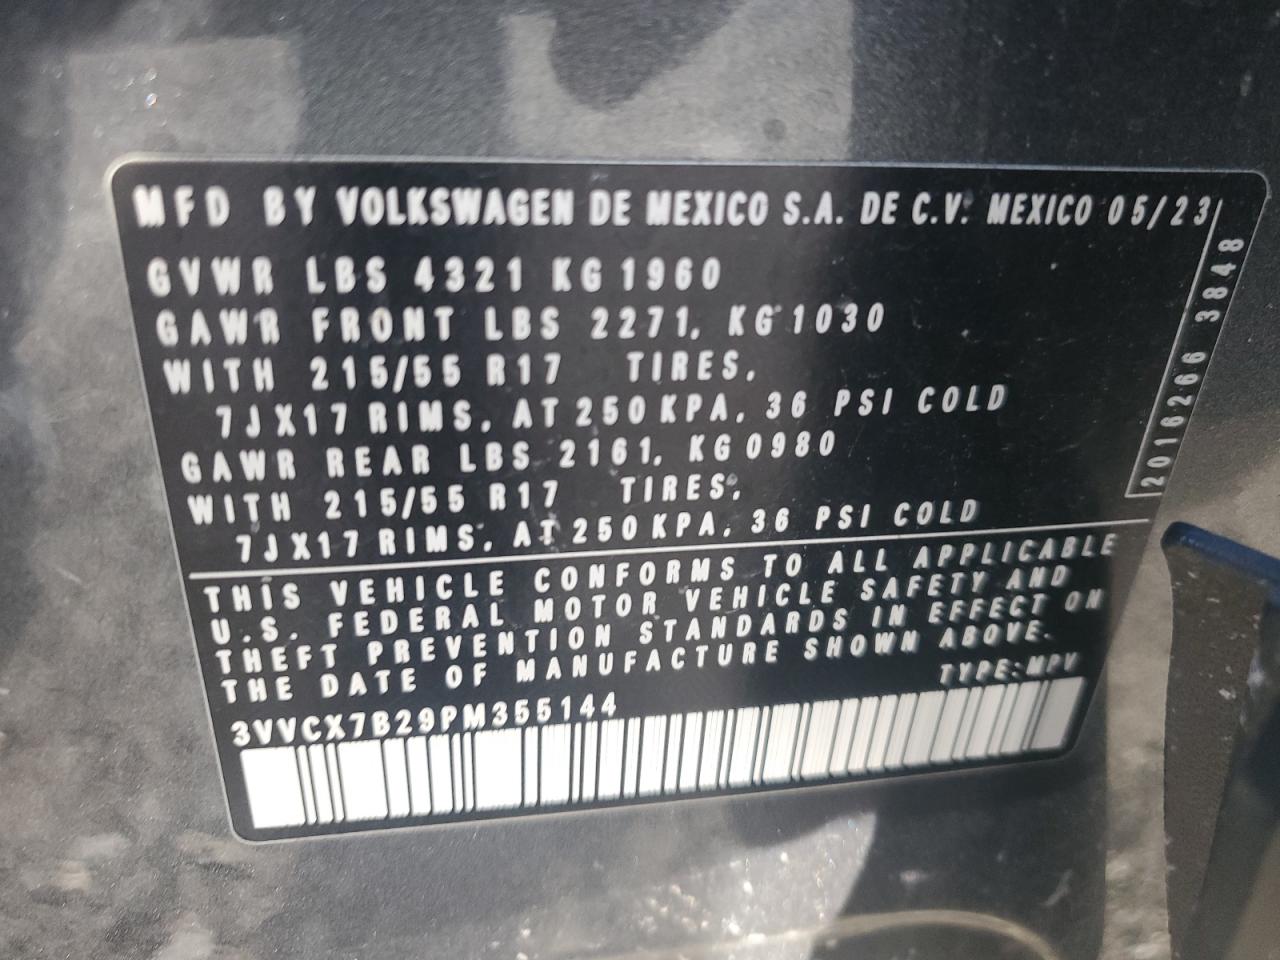 MFD BY VOLKSWAGEN DE MEXICO S.A. DE C.V. MEXICO 05/23
GVWR LBS 4321 KG 1960
GAWR FRONT LBS 2271, KG 1030
WITH 215/55 R17 TIRES,
7JX17 RIMS, AT 250 KPA, 36 PSI COLD
GAWR REAR LBS 2161, KG 0980
WITH 215/55 R17 TIRES,
7JX17 RIMS, AT 250 KPA, 36 PSI COLD
THIS VEHICLE CONFORMS TO ALL APPLICABLE
U.S. FEDERAL MOTOR VEHICLE SAFETY AND
THEFT PREVENTION STANDARDS IN EFFECT ON
THE DATE OF MANUFACTURE SHOWN ABOVE.
TYPE:MPV
3VVCX7B29PM355144
2016266 3848